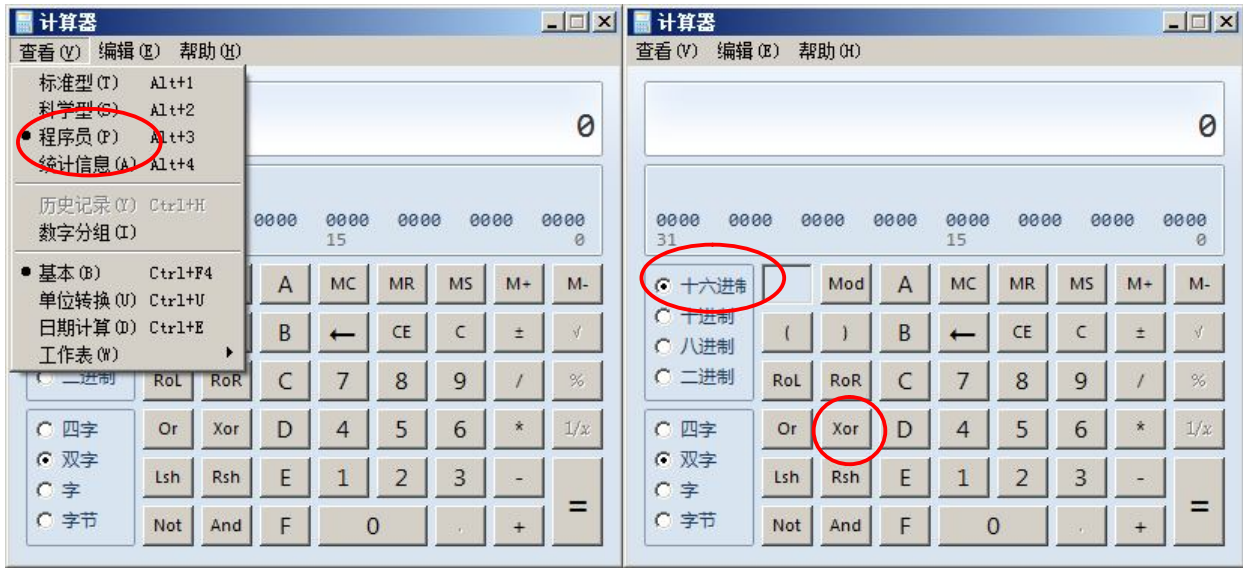 计算器
查看(V) 编辑(E) 帮助(H)
标准型(T) Alt+1
科学型(S) Alt+2
程序员(P) Alt+3
统计信息(A) Alt+4
历史记录(Y) Ctrl+H
数字分组(I)
基本(B) Ctrl+F4
单位转换(U) Ctrl+U
日期计算(D) Ctrl+E
工作表(W)
0
0000 0000 0000 0000 0000
15 0
A MC MR MS M+ M-
B ← CE C ± √
二进制 RoL RoR C 7 8 9 / %
四字 Or Xor D 4 5 6 * 1/x
双字
字 Lsh Rsh E 1 2 3 - =
字节 Not And F 0 . +
计算器
查看(V) 编辑(E) 帮助(H)
0
0000 0000 0000 0000 0000 0000 0000 0000
31 15 0
十六进制 Mod A MC MR MS M+ M-
十进制
八进制 ( ) B ← CE C ± √
二进制 RoL RoR C 7 8 9 / %
四字 Or Xor D 4 5 6 * 1/x
双字
字 Lsh Rsh E 1 2 3 - =
字节 Not And F 0 . +